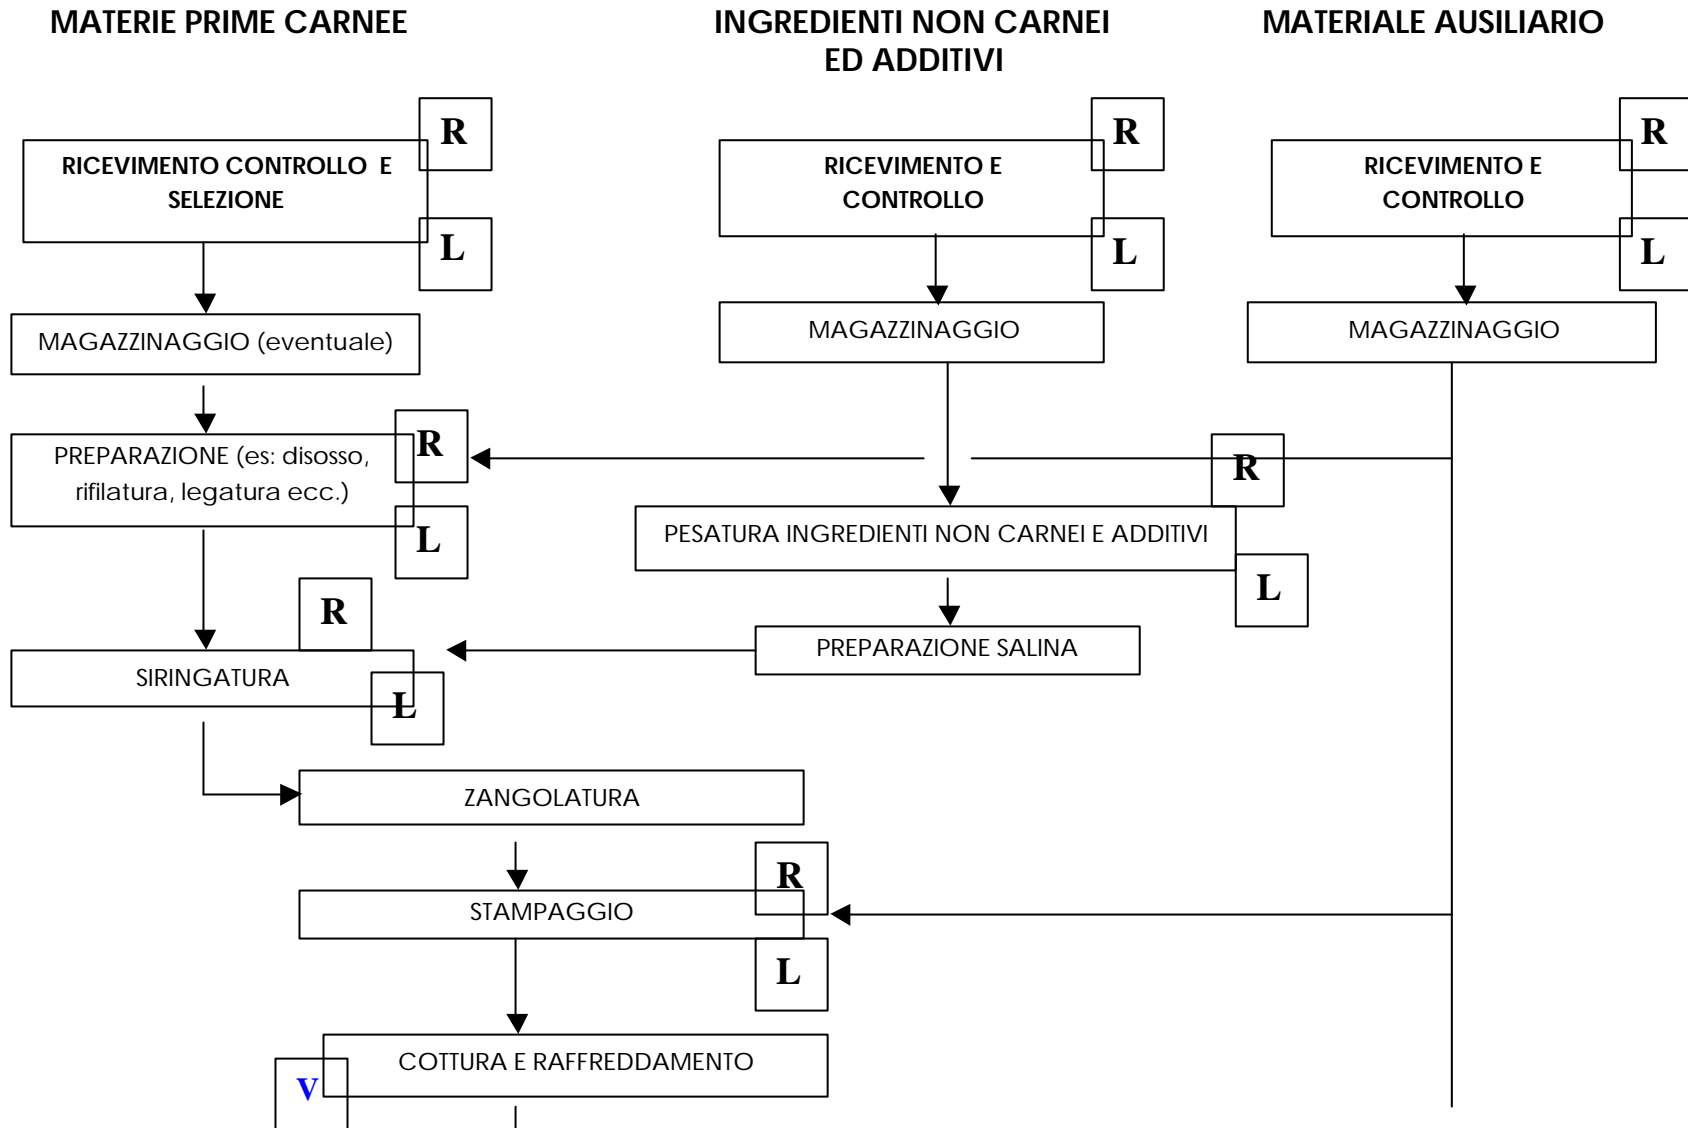 MATERIE PRIME CARNEE
INGREDIENTI NON CARNEI
ED ADDITIVI
MATERIALE AUSILIARIO
R
RICEVIMENTO CONTROLLO E
SELEZIONE
L
R
RICEVIMENTO E
CONTROLLO
L
R
RICEVIMENTO E
CONTROLLO
L
MAGAZZINAGGIO (eventuale)
MAGAZZINAGGIO
MAGAZZINAGGIO
R
PREPARAZIONE (es: disosso,
rifilatura, legatura ecc.)
L
R
PESATURA INGREDIENTI NON CARNEI E ADDITIVI
L
R
SIRINGATURA
L
PREPARAZIONE SALINA
ZANGOLATURA
R
STAMPAGGIO
L
COTTURA E RAFFREDDAMENTO
V